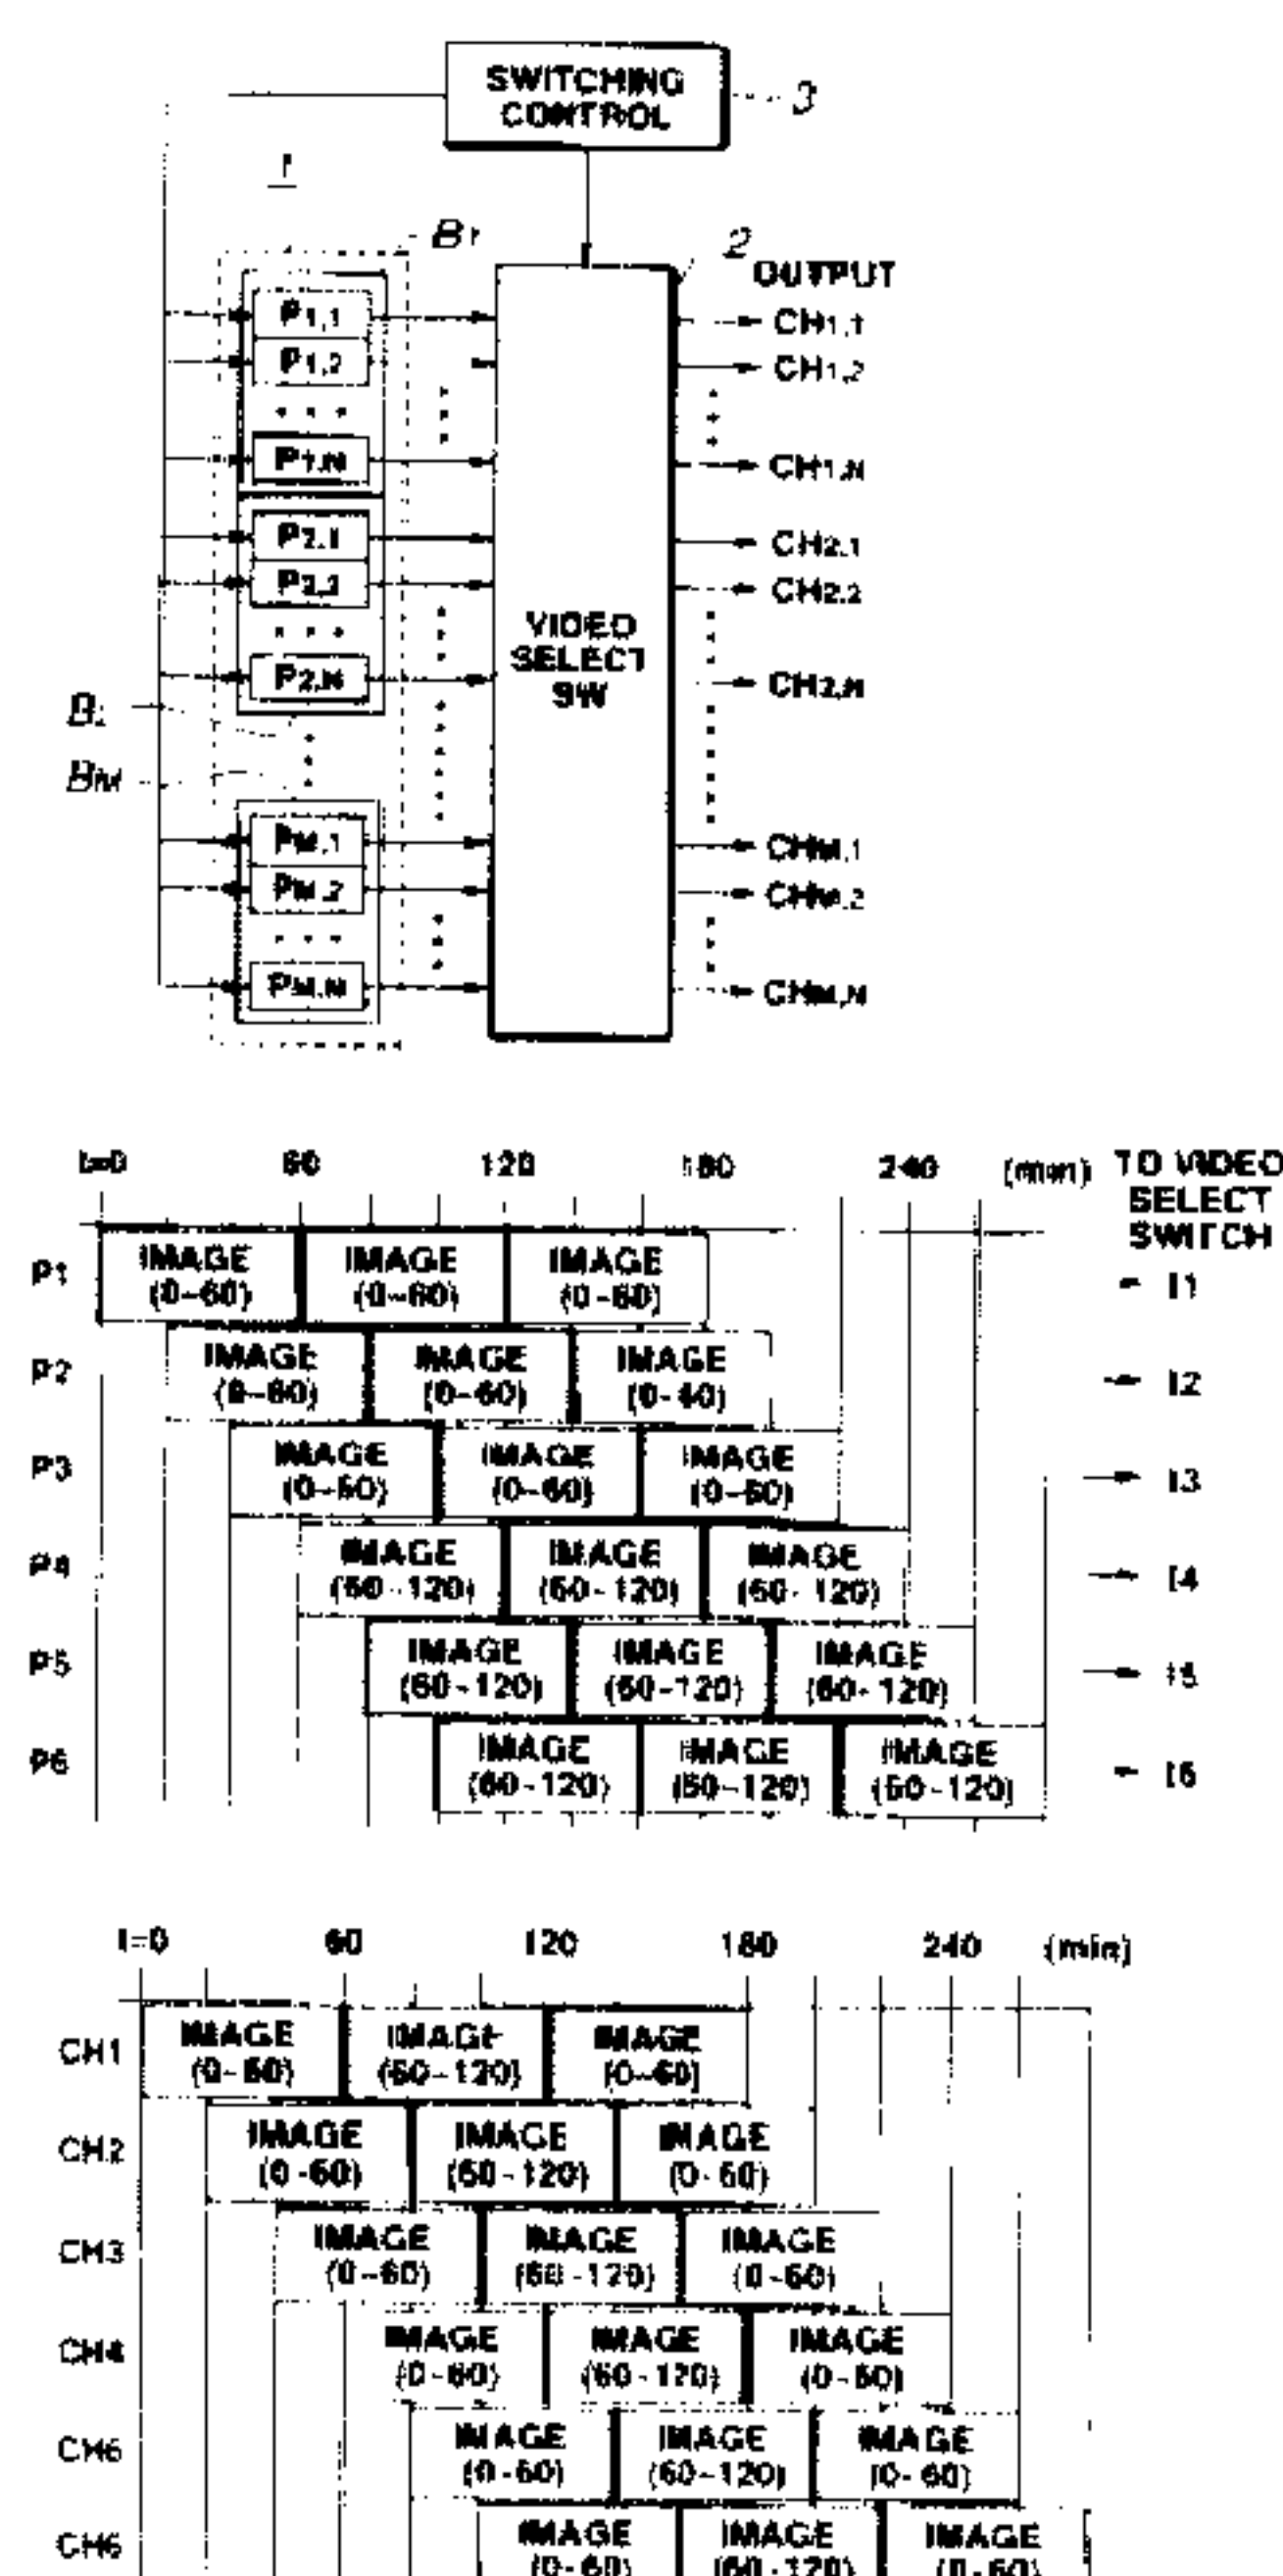 SWITCHING
CONTROL
3
1
B1
2
OUTPUT
P1,1
CH1,1
P1,2
CH1,2
P1,N
CH1,N
P2,1
CH2,1
P2,2
CH2,2
VIDEO
SELECT
SW
P2,N
CH2,N
BM
PM,1
CHM,1
PM,2
CHM,2
PM,N
CHM,N
t=0 60 120 180 240 (min)
TO VIDEO
SELECT
SWITCH
P1
IMAGE IMAGE IMAGE
(0~60) (0~60) (0~60)
I1
P2
IMAGE IMAGE IMAGE
(0~60) (0~60) (0~60)
I2
P3
IMAGE IMAGE IMAGE
(0~60) (0~60) (0~60)
I3
P4
IMAGE IMAGE IMAGE
(60~120) (60~120) (60~120)
I4
P5
IMAGE IMAGE IMAGE
(60~120) (60~120) (60~120)
I5
P6
IMAGE IMAGE IMAGE
(60~120) (60~120) (60~120)
I6
t=0 60 120 180 240 (min)
CH1
IMAGE IMAGE IMAGE
(0~60) (60~120) (0~60)
CH2
IMAGE IMAGE IMAGE
(0~60) (60~120) (0~60)
CH3
IMAGE IMAGE IMAGE
(0~60) (60~120) (0~60)
CH4
IMAGE IMAGE IMAGE
(0~60) (60~120) (0~60)
CH5
IMAGE IMAGE IMAGE
(0~60) (60~120) (0~60)
CH6
IMAGE IMAGE IMAGE
(0~60) (60~120) (0~60)